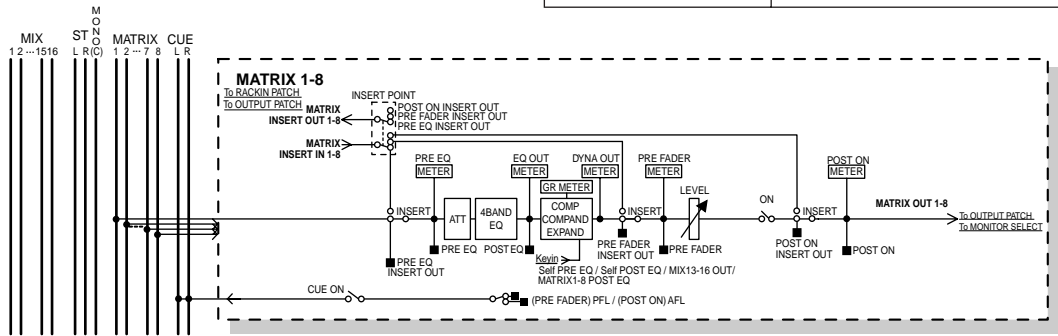 MONO
MIX
ST
MATRIX
CUE
1 2 ··· 1516
L R (C)
1 2 ··· 7 8
L R
MATRIX 1-8
To RACKIN PATCH
To OUTPUT PATCH
INSERT POINT
MATRIX
INSERT OUT 1-8
POST ON INSERT OUT
PRE FADER INSERT OUT
PRE EQ INSERT OUT
MATRIX
INSERT IN 1-8
PRE EQ
METER
EQ OUT
METER
DYNA OUT
METER
PRE FADER
METER
POST ON
METER
GR METER
LEVEL
ON
MATRIX OUT 1-8
INSERT
ATT
4BAND
EQ
COMP
COMPAND
EXPAND
INSERT
INSERT
To OUTPUT PATCH
To MONITOR SELECT
PRE EQ
INSERT OUT
PRE EQ
POST EQ
PRE FADER
INSERT OUT
PRE FADER
POST ON
INSERT OUT
POST ON
Keyin
Self PRE EQ / Self POST EQ / MIX13-16 OUT/
MATRIX1-8 POST EQ
CUE ON
(PRE FADER) PFL / (POST ON) AFL